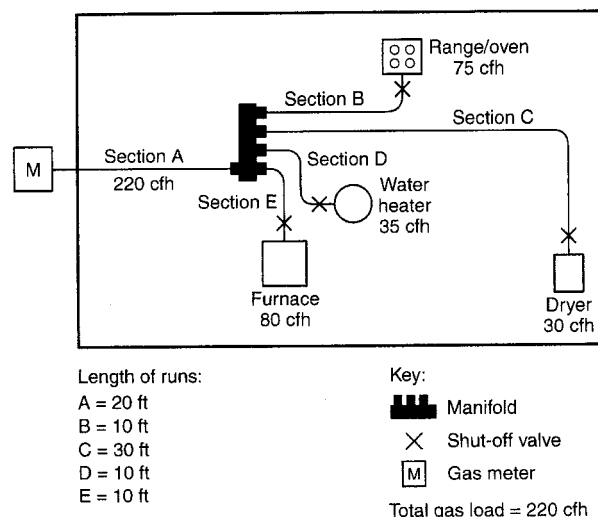 Range/oven
75 cfh
Section B
Section C
M
Section A
220 cfh
Section D
Section E
Water
heater
35 cfh
Furnace
80 cfh
Dryer
30 cfh
Length of runs:
A = 20 ft
B = 10 ft
C = 30 ft
D = 10 ft
E = 10 ft
Key:
Manifold
Shut-off valve
M Gas meter
Total gas load = 220 cfh